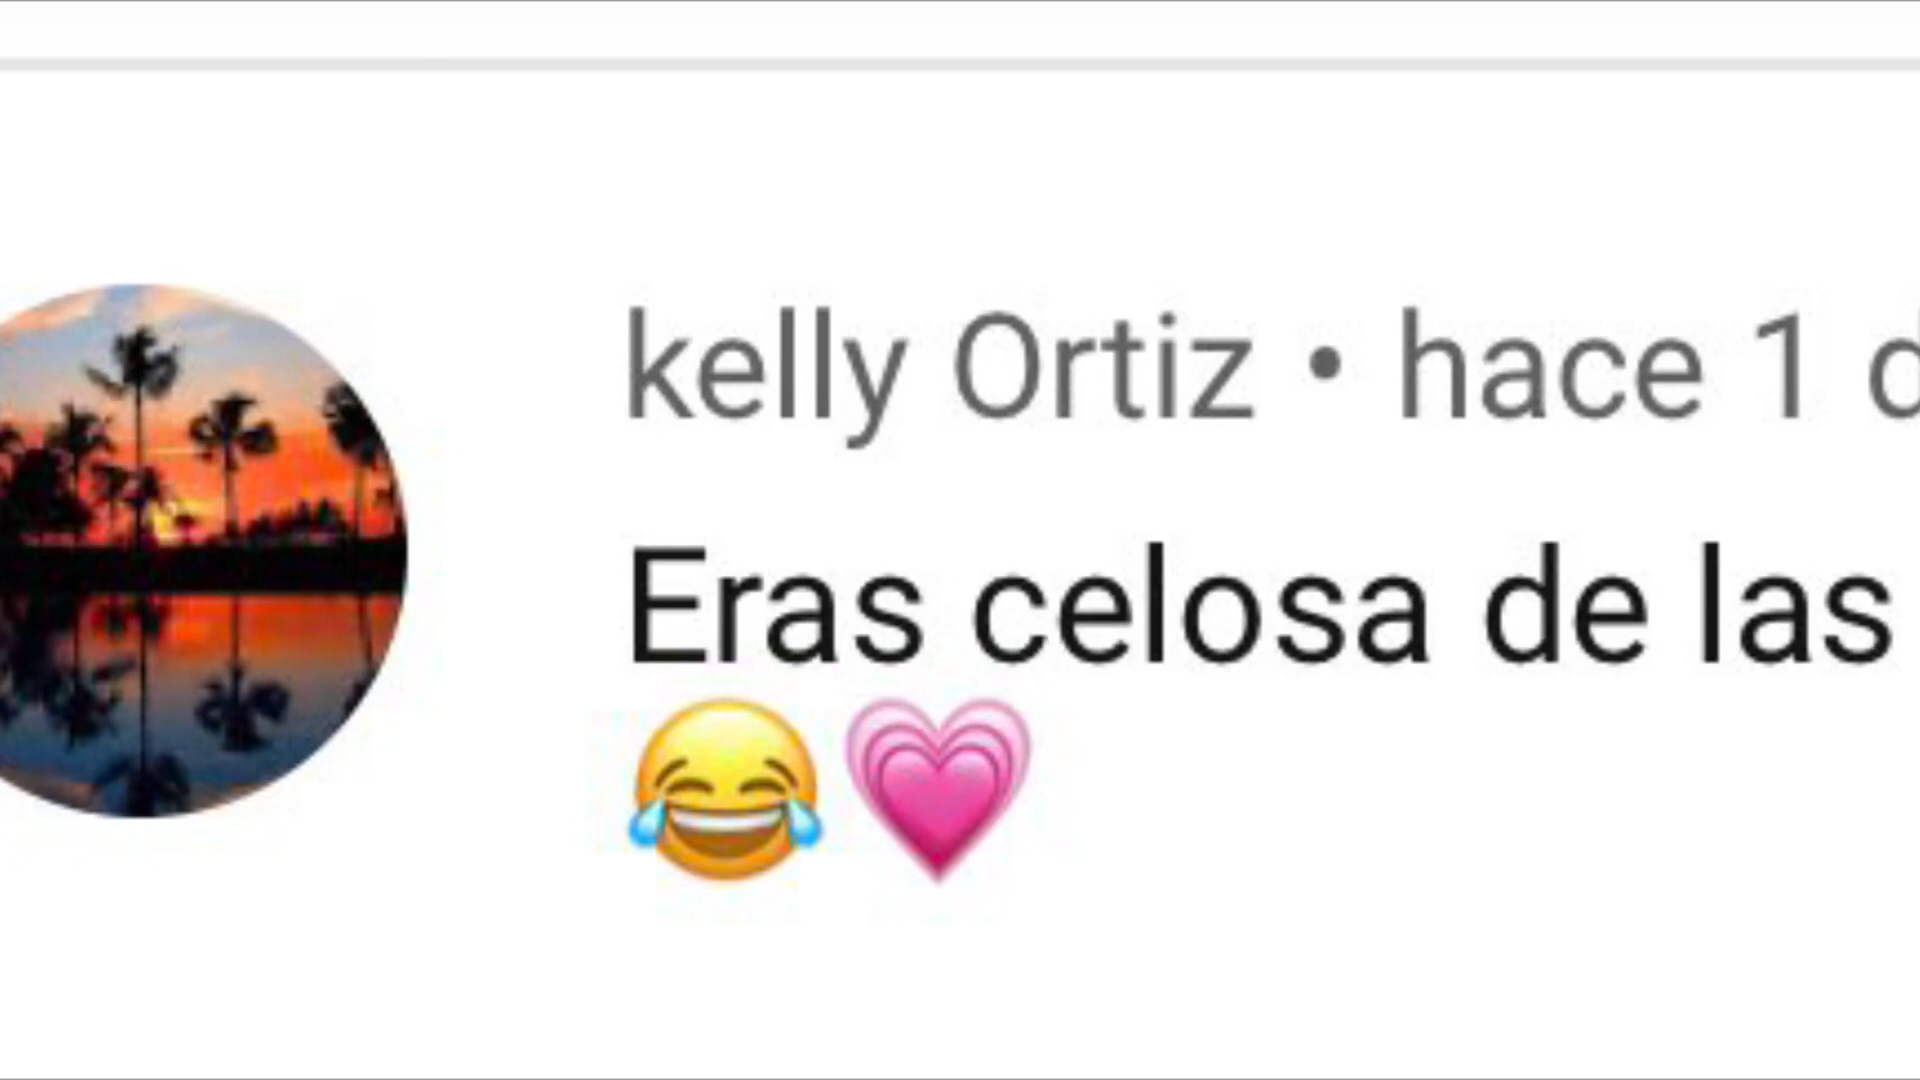 kelly Ortiz • hace 1 d
Eras celosa de las
😂💗